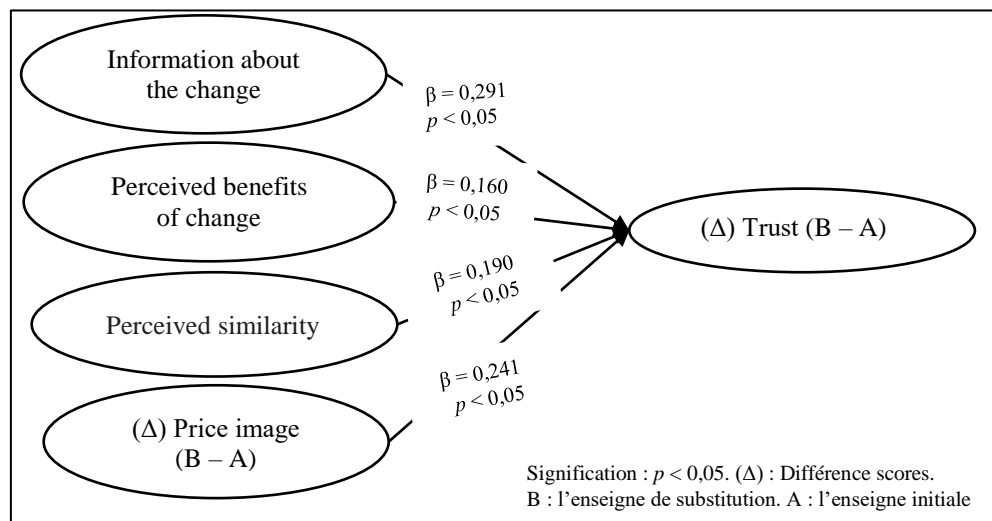 Information about
the change
β = 0,291
p < 0,05
Perceived benefits
of change
β = 0,160
p < 0,05
(Δ) Trust (B – A)
Perceived similarity
β = 0,190
p < 0,05
(Δ) Price image
(B – A)
β = 0,241
p < 0,05
Signification : p < 0,05. (Δ) : Différence scores.
B : l’enseigne de substitution. A : l’enseigne initiale